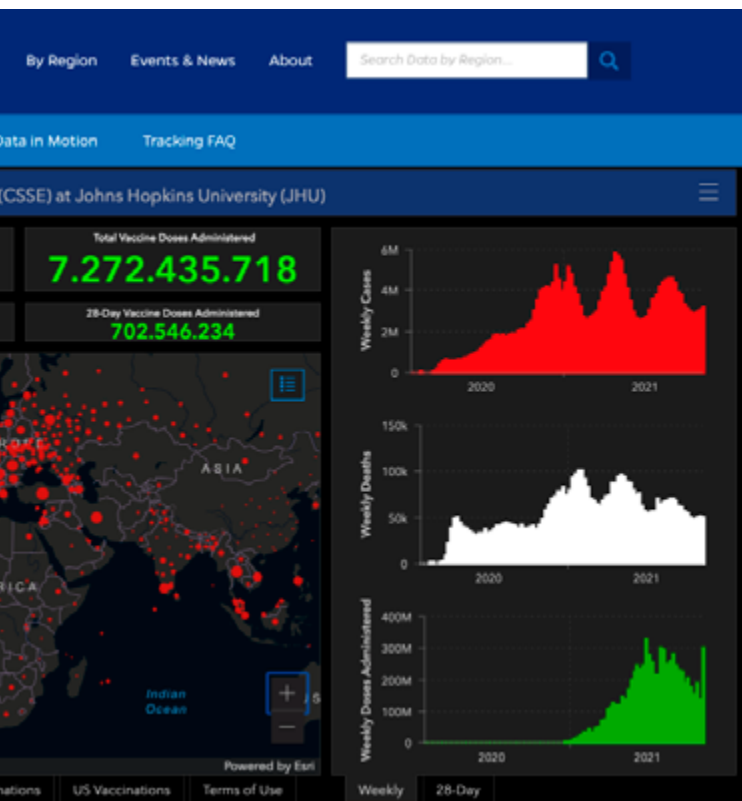 By Region Events & News About Search Data by Region...
Data in Motion Tracking FAQ
(CSSE) at Johns Hopkins University (JHU)
Total Vaccine Doses Administered
7.272.435.718
28-Day Vaccine Doses Administered
702.546.234
ASIA
Indian
Ocean
+
−
Powered by Esri
US Vaccinations Terms of Use
Weekly Cases
6M
4M
2M
0
2020 2021
Weekly Deaths
150k
100k
50k
0
2020 2021
Weekly Doses Administered
400M
300M
200M
100M
0
2020 2021
Weekly 28-Day